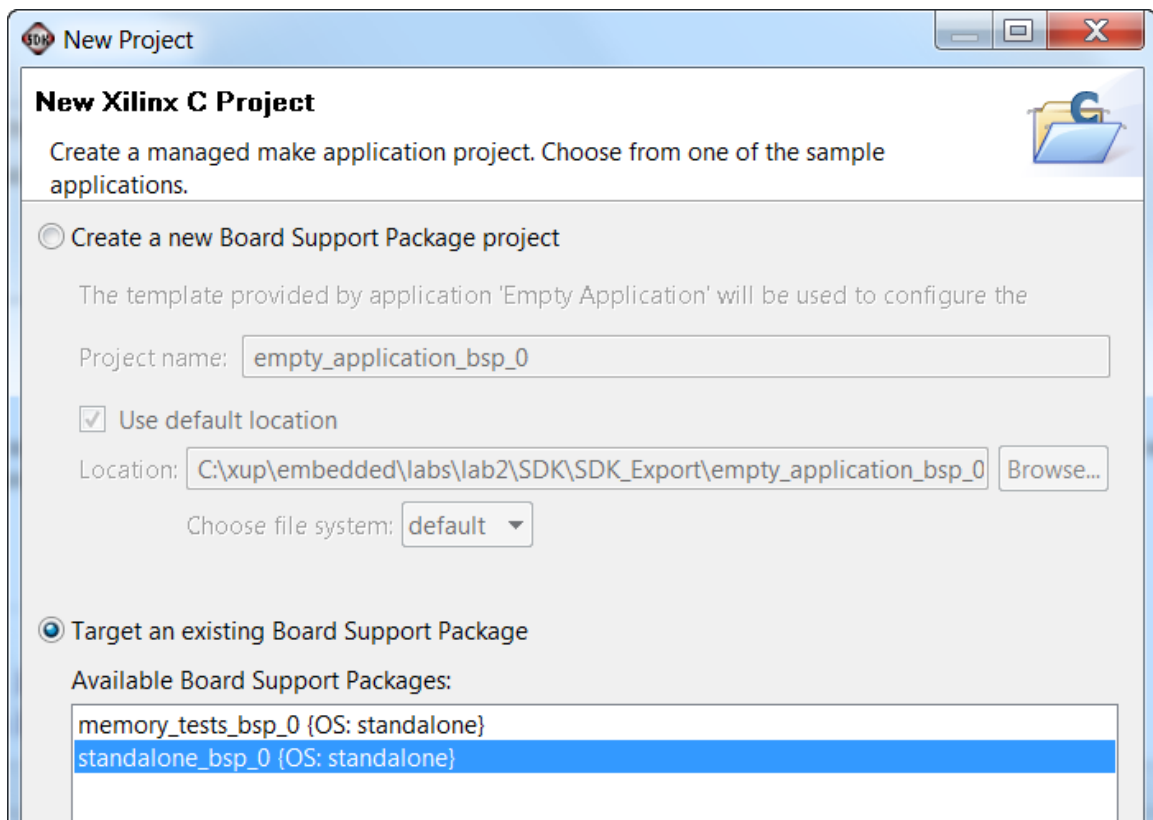 SDK New Project
New Xilinx C Project
Create a managed make application project. Choose from one of the sample
applications.
Create a new Board Support Package project
The template provided by application 'Empty Application' will be used to configure the
Project name: empty_application_bsp_0
Use default location
Location: C:\xup\embedded\labs\lab2\SDK\SDK_Export\empty_application_bsp_0 Browse...
Choose file system: default
Target an existing Board Support Package
Available Board Support Packages:
memory_tests_bsp_0 {OS: standalone}
standalone_bsp_0 {OS: standalone}